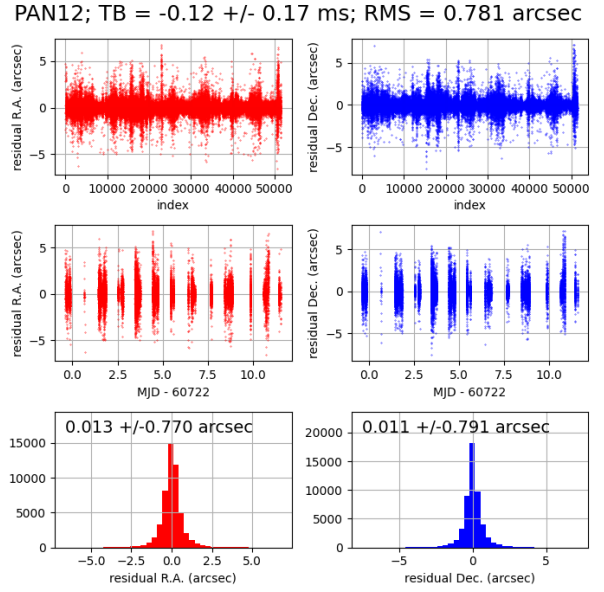 PAN12; TB = -0.12 +/- 0.17 ms; RMS = 0.781 arcsec
residual R.A. (arcsec)
5
0
−5
0 10000 20000 30000 40000 50000
index
residual Dec. (arcsec)
5
0
−5
0 10000 20000 30000 40000 50000
index
residual R.A. (arcsec)
5
0
−5
0.0 2.5 5.0 7.5 10.0
MJD - 60722
residual Dec. (arcsec)
5
0
−5
0.0 2.5 5.0 7.5 10.0
MJD - 60722
0.013 +/-0.770 arcsec
15000
10000
5000
0
−5.0 −2.5 0.0 2.5 5.0
residual R.A. (arcsec)
0.011 +/-0.791 arcsec
20000
15000
10000
5000
0
−5 0 5
residual Dec. (arcsec)